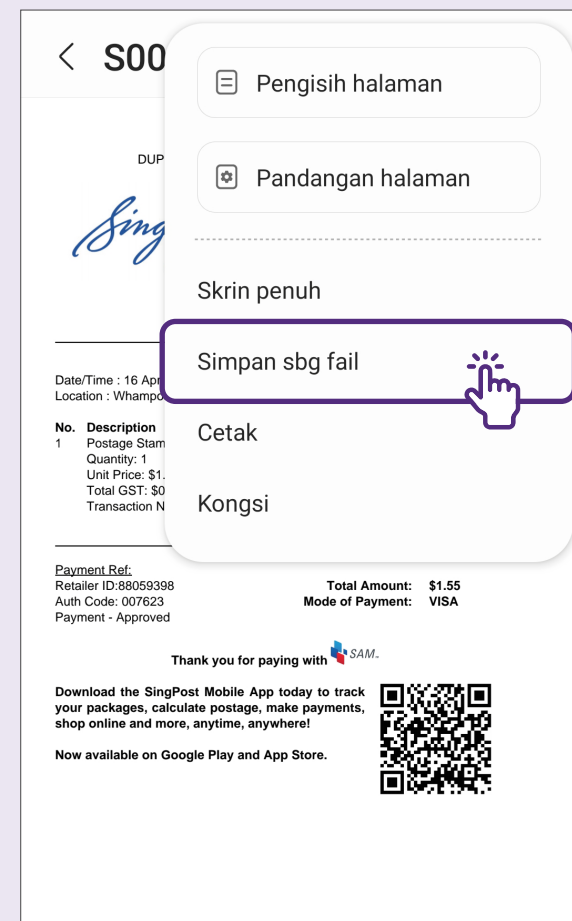 S00
Pengisih halaman
Pandangan halaman
Skrin penuh
Simpan sbg fail
Cetak
Kongsi
DUP
Sing
Date/Time : 16 Apr
Location : Whampo
No. Description
1 Postage Stam
Quantity: 1
Unit Price: $1.
Total GST: $0
Transaction N
Payment Ref:
Retailer ID:88059398 Total Amount: $1.55
Auth Code: 007623 Mode of Payment: VISA
Payment - Approved
Thank you for paying with SAM
Download the SingPost Mobile App today to track
your packages, calculate postage, make payments,
shop online and more, anytime, anywhere!
Now available on Google Play and App Store.